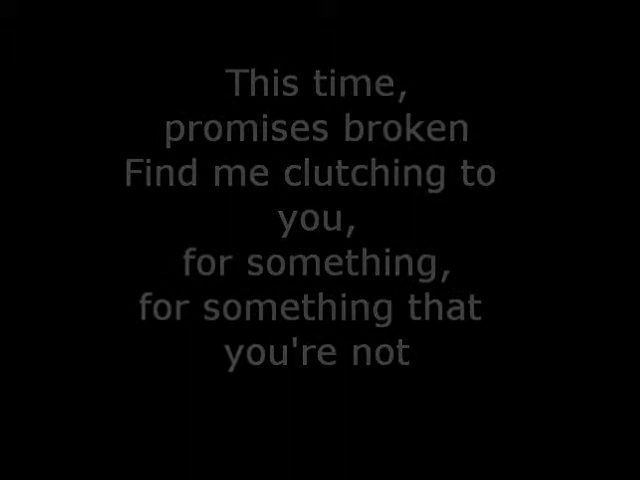 This time,
promises broken
Find me clutching to
you,
for something,
for something that
you're not